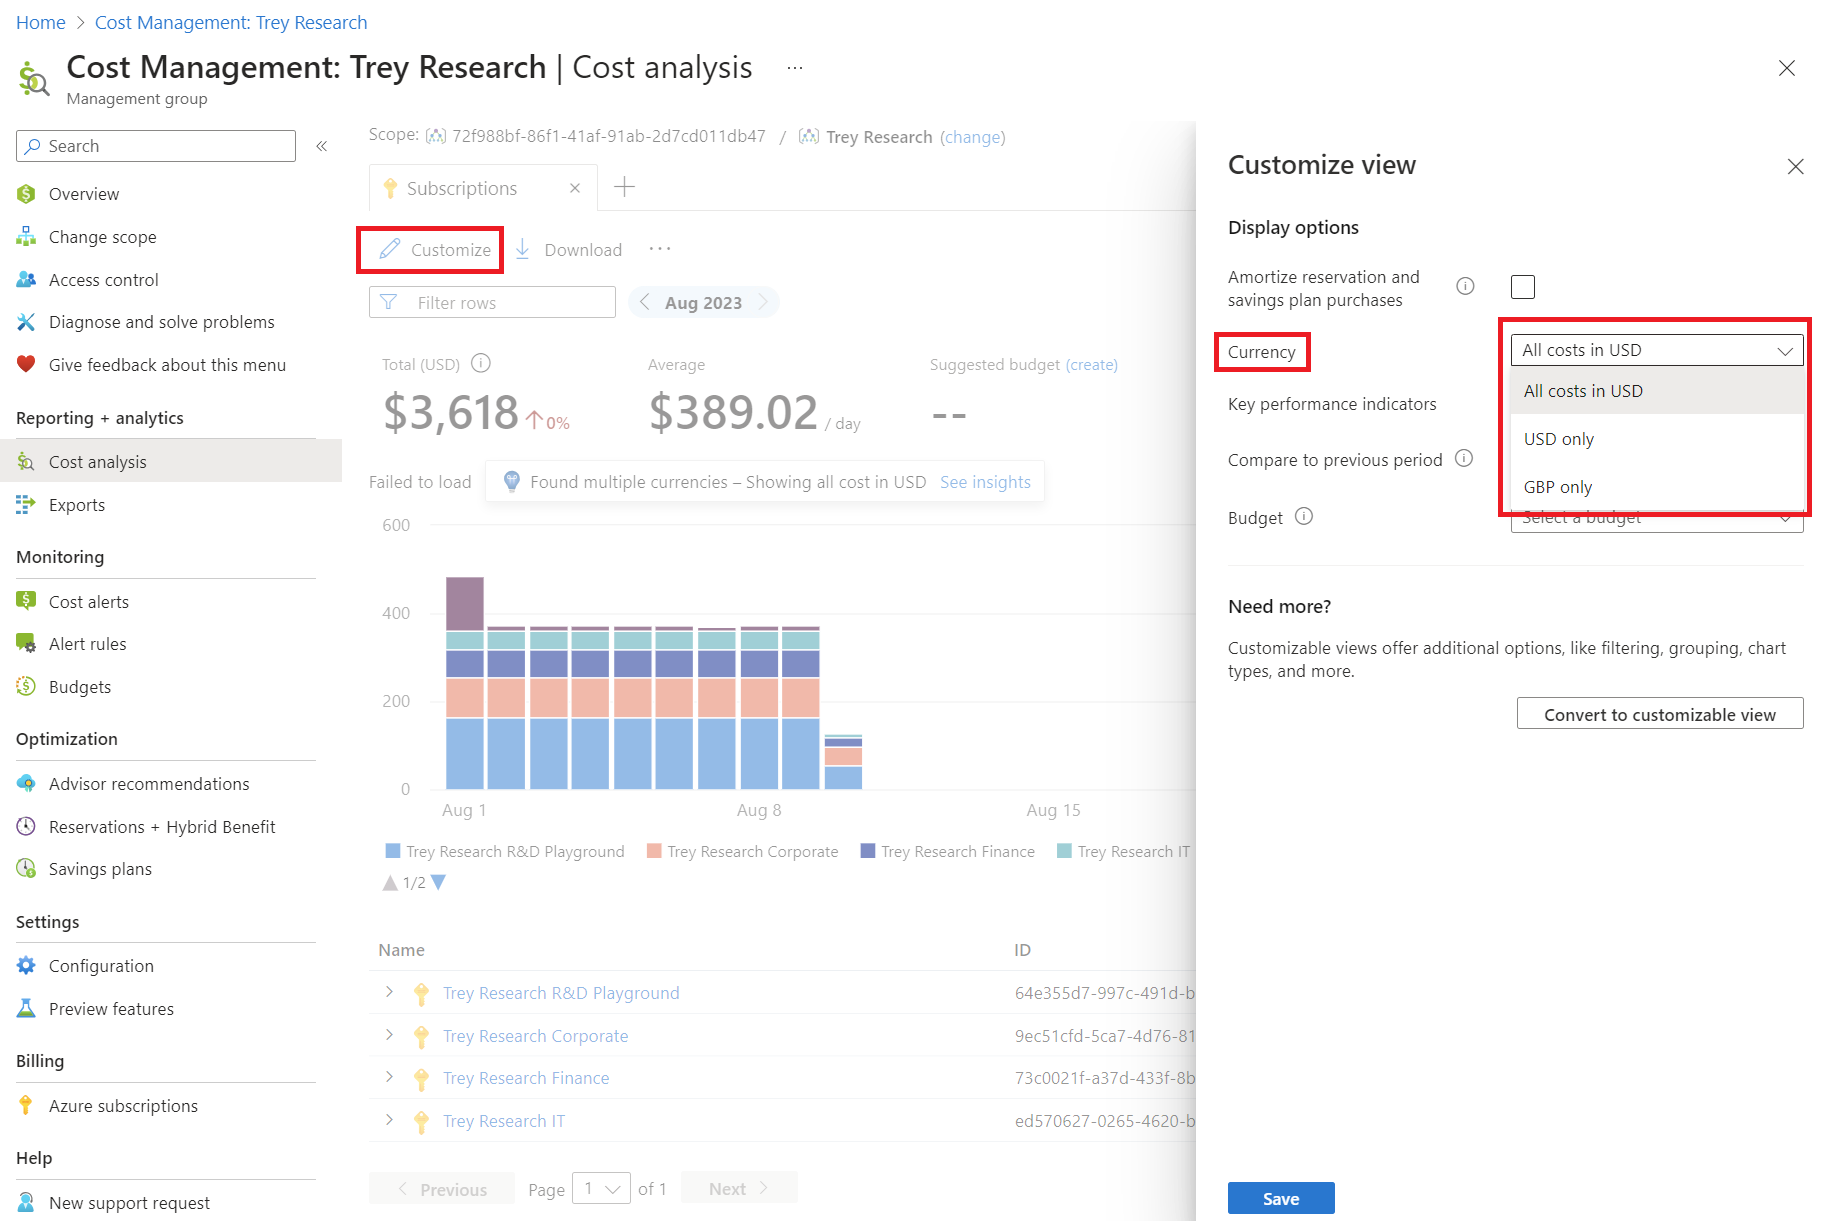 Home > Cost Management: Trey Research
Cost Management: Trey Research | Cost analysis ...
Management group
Search «
Overview
Change scope
Access control
Diagnose and solve problems
Give feedback about this menu
Reporting + analytics
Cost analysis
Exports
Monitoring
Cost alerts
Alert rules
Budgets
Optimization
Advisor recommendations
Reservations + Hybrid Benefit
Savings plans
Settings
Configuration
Preview features
Billing
Azure subscriptions
Help
New support request
Scope: 72f988bf-86f1-41af-91ab-2d7cd011db47 / Trey Research (change)
Subscriptions
Customize Download ...
Filter rows < Aug 2023 >
Total (USD) Average Suggested budget (create)
$3,618 ↑0% $389.02 / day --
Failed to load Found multiple currencies – Showing all cost in USD See insights
600
400
200
0
Aug 1 Aug 8 Aug 15
Trey Research R&D Playground Trey Research Corporate Trey Research Finance Trey Research IT
1/2
Name ID
Trey Research R&D Playground 64e355d7-997c-491d-b
Trey Research Corporate 9ec51cfd-5ca7-4d76-81
Trey Research Finance 73c0021f-a37d-433f-8b
Trey Research IT ed570627-0265-4620-b
< Previous Page 1 of 1 Next >
Customize view
Display options
Amortize reservation and
savings plan purchases
Currency All costs in USD
All costs in USD
Key performance indicators
USD only
Compare to previous period
GBP only
Budget Select a budget
Need more?
Customizable views offer additional options, like filtering, grouping, chart
types, and more.
Convert to customizable view
Save